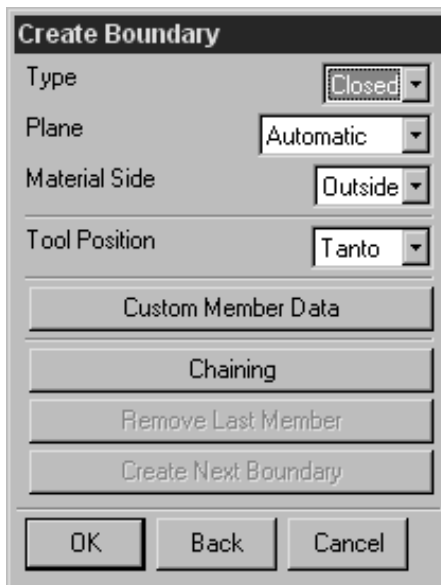 Create Boundary
Type Closed
Plane Automatic
Material Side Outside
Tool Position Tanto
Custom Member Data
Chaining
Remove Last Member
Create Next Boundary
OK Back Cancel